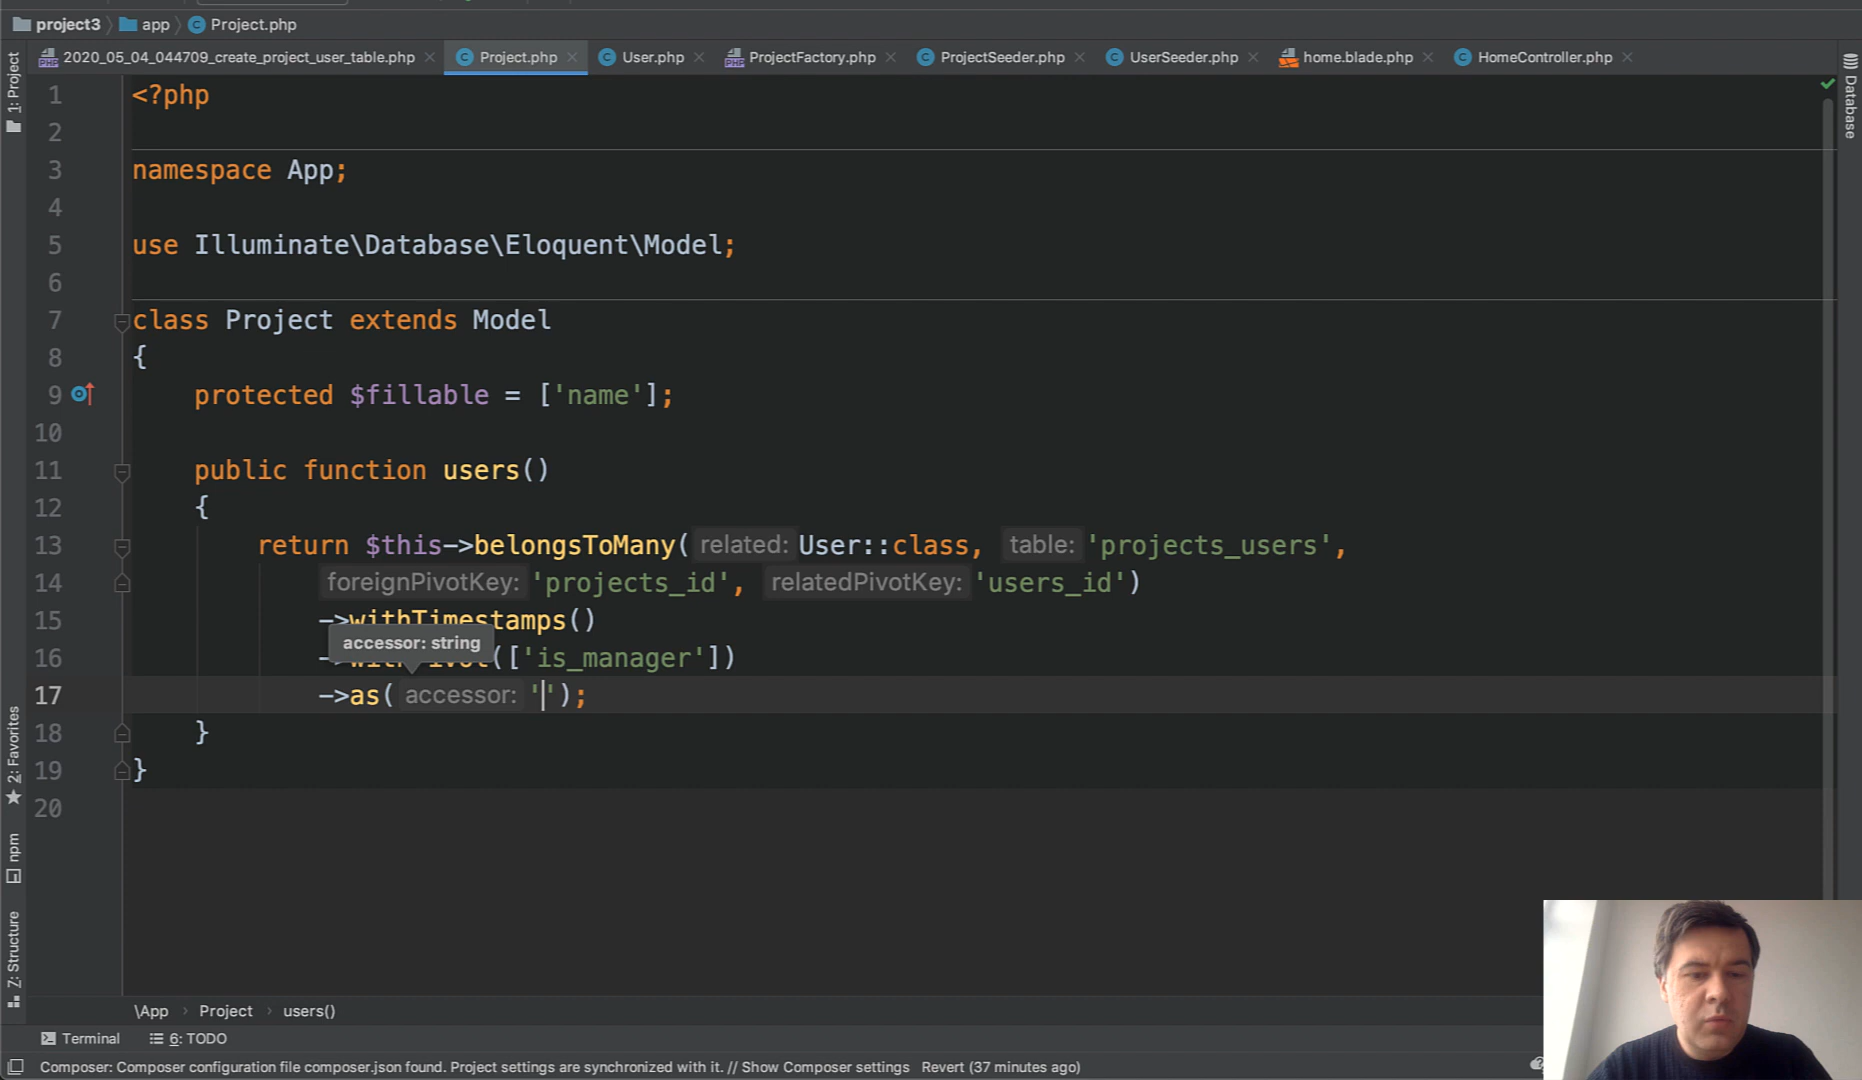 project3 app Project.php
2020_05_04_044709_create_project_user_table.php Project.php User.php ProjectFactory.php ProjectSeeder.php UserSeeder.php home.blade.php HomeController.php
1: Project
Database
1 <?php
2
3 namespace App;
4
5 use Illuminate\Database\Eloquent\Model;
6
7 class Project extends Model
8 {
9 protected $fillable = ['name'];
10
11 public function users()
12 {
13 return $this->belongsToMany( related: User::class, table: 'projects_users',
14 foreignPivotKey: 'projects_id', relatedPivotKey: 'users_id')
15 ->withTimestamps()
accessor: string
16 ->withPivot(['is_manager'])
17 ->as( accessor: '');
18 }
19 }
20
2: Favorites
npm
Z: Structure
\App Project users()
Terminal 6: TODO
Composer: Composer configuration file composer.json found. Project settings are synchronized with it. // Show Composer settings Revert (37 minutes ago)